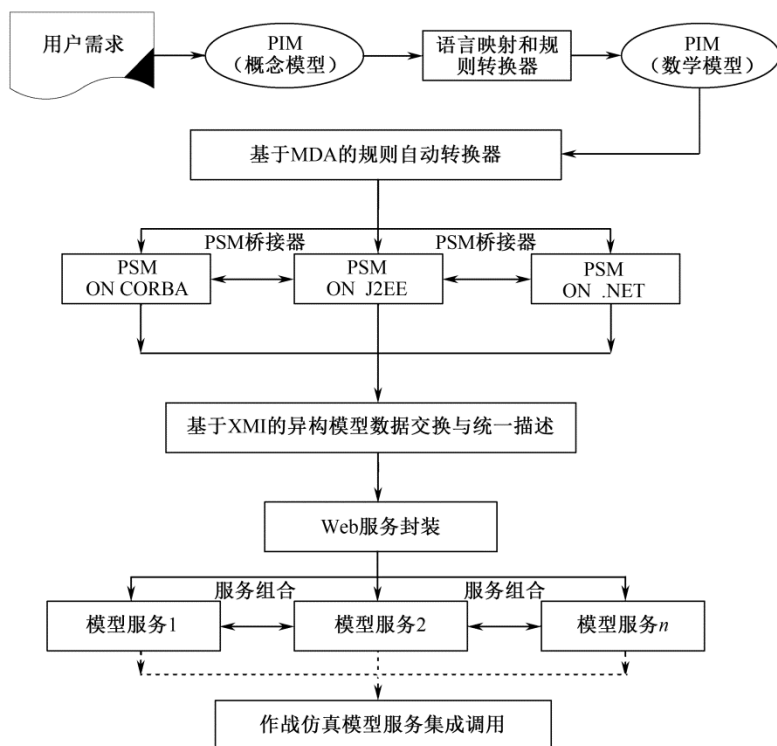 用户需求
PIM
（概念模型）
语言映射和规
则转换器
PIM
（数学模型）
基于MDA的规则自动转换器
PSM桥接器
PSM桥接器
PSM
ON CORBA
PSM
ON J2EE
PSM
ON .NET
基于XMI的异构模型数据交换与统一描述
Web服务封装
服务组合
服务组合
模型服务1
模型服务2
模型服务n
作战仿真模型服务集成调用